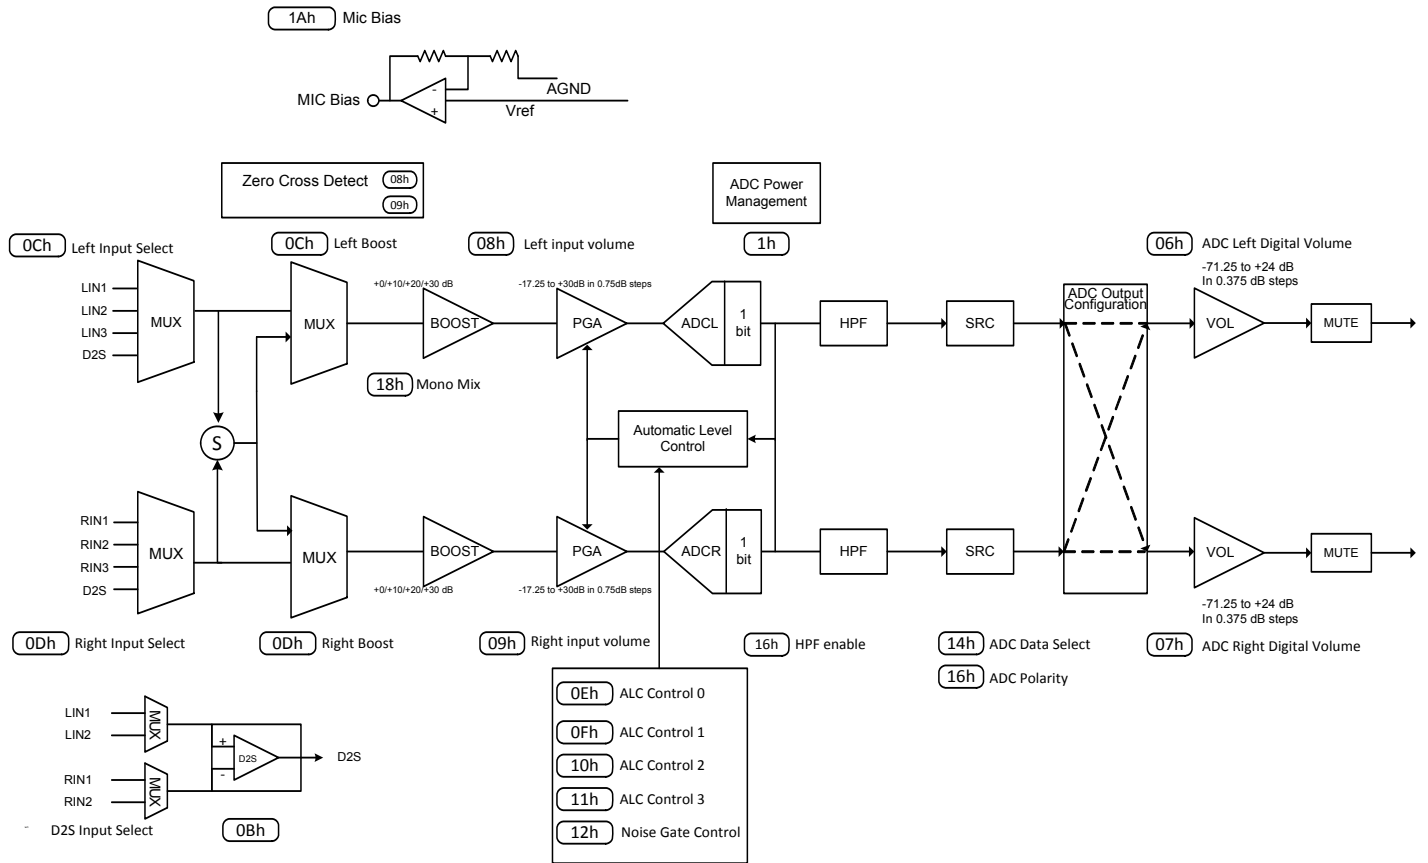 1Ah Mic Bias
AGND
MIC Bias
-
+
Vref
Zero Cross Detect 08h
09h
ADC Power
Management
0Ch Left Input Select
0Ch Left Boost
08h Left input volume
1h
06h ADC Left Digital Volume
-71.25 to +24 dB
In 0.375 dB steps
LIN1
LIN2
LIN3
D2S
MUX
MUX
+0/+10/+20/+30 dB
BOOST
-17.25 to +30dB in 0.75dB steps
PGA
ADCL
1
bit
HPF
SRC
ADC Output
Configuration
VOL
MUTE
18h Mono Mix
S
Automatic Level
Control
RIN1
RIN2
RIN3
D2S
MUX
MUX
BOOST
+0/+10/+20/+30 dB
PGA
-17.25 to +30dB in 0.75dB steps
ADCR
1
bit
HPF
SRC
VOL
MUTE
-71.25 to +24 dB
In 0.375 dB steps
0Dh Right Input Select
0Dh Right Boost
09h Right input volume
16h HPF enable
14h ADC Data Select
07h ADC Right Digital Volume
16h ADC Polarity
0Eh ALC Control 0
0Fh ALC Control 1
10h ALC Control 2
11h ALC Control 3
12h Noise Gate Control
LIN1
LIN2
MUX
RIN1
RIN2
MUX
+
-
D2S
D2S
- D2S Input Select 0Bh